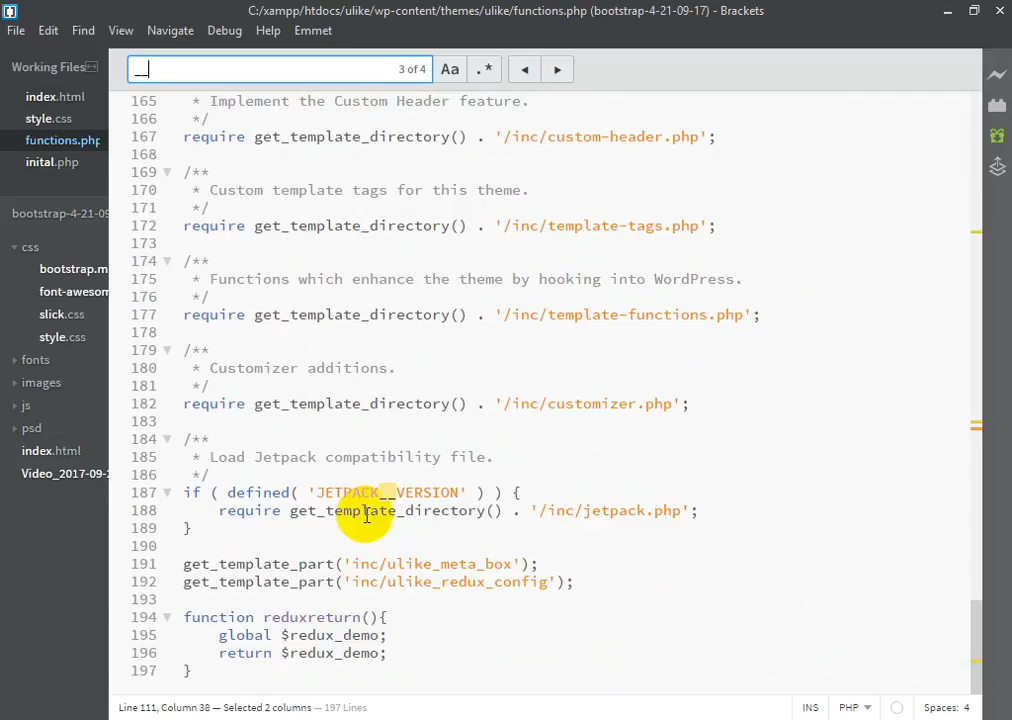 C:/xampp/htdocs/ulike/wp-content/themes/ulike/functions.php (bootstrap-4-21-09-17) - Brackets
File Edit Find View Navigate Debug Help Emmet
Working Files
index.html
style.css
functions.php
inital.php
bootstrap-4-21-09
css
bootstrap.m
font-awesom
slick.css
style.css
fonts
images
js
psd
index.html
Video_2017-09-2
__ 3 of 4 Aa .*
165 * Implement the Custom Header feature.
166 */
167 require get_template_directory() . '/inc/custom-header.php';
168
169 /**
170 * Custom template tags for this theme.
171 */
172 require get_template_directory() . '/inc/template-tags.php';
173
174 /**
175 * Functions which enhance the theme by hooking into WordPress.
176 */
177 require get_template_directory() . '/inc/template-functions.php';
178
179 /**
180 * Customizer additions.
181 */
182 require get_template_directory() . '/inc/customizer.php';
183
184 /**
185 * Load Jetpack compatibility file.
186 */
187 if ( defined( 'JETPACK__VERSION' ) ) {
188 require get_template_directory() . '/inc/jetpack.php';
189 }
190
191 get_template_part('inc/ulike_meta_box');
192 get_template_part('inc/ulike_redux_config');
193
194 function reduxreturn(){
195 global $redux_demo;
196 return $redux_demo;
197 }
Line 111, Column 38 — Selected 2 columns — 197 Lines INS PHP Spaces: 4